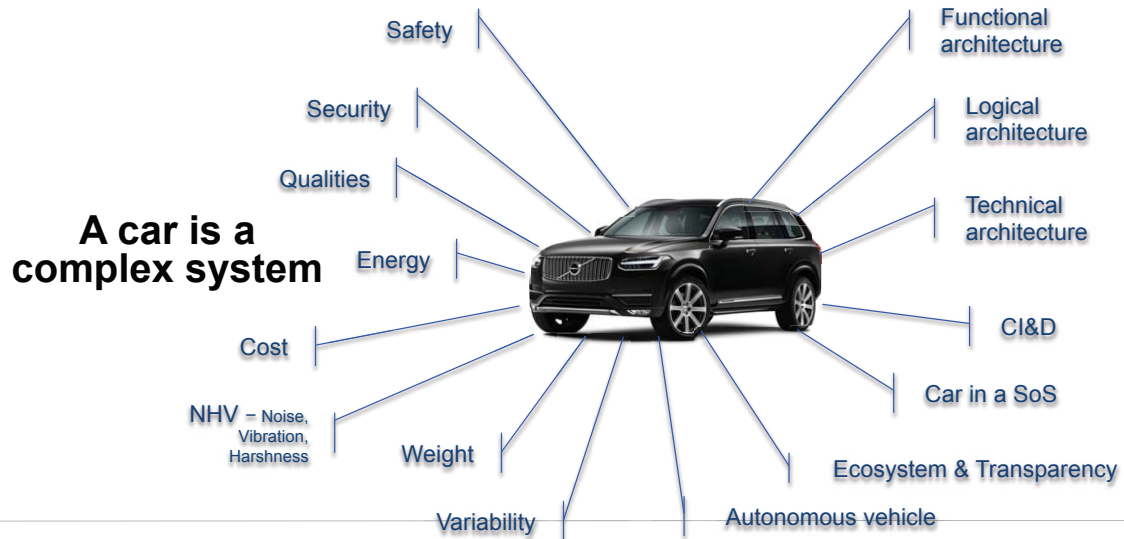 A car is a
complex system
Safety
Security
Qualities
Energy
Cost
NHV – Noise,
Vibration,
Harshness
Weight
Variability
Functional
architecture
Logical
architecture
Technical
architecture
CI&D
Car in a SoS
Ecosystem & Transparency
Autonomous vehicle